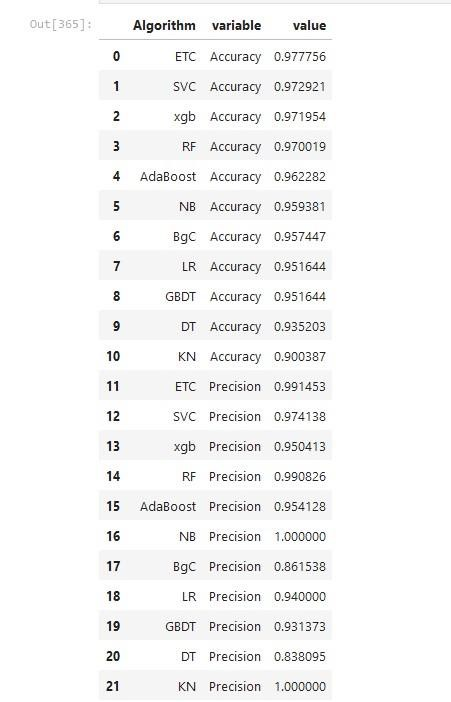 Out[365]:
Algorithm variable value
0 ETC Accuracy 0.977756
1 SVC Accuracy 0.972921
2 xgb Accuracy 0.971954
3 RF Accuracy 0.970019
4 AdaBoost Accuracy 0.962282
5 NB Accuracy 0.959381
6 BgC Accuracy 0.957447
7 LR Accuracy 0.951644
8 GBDT Accuracy 0.951644
9 DT Accuracy 0.935203
10 KN Accuracy 0.900387
11 ETC Precision 0.991453
12 SVC Precision 0.974138
13 xgb Precision 0.950413
14 RF Precision 0.990826
15 AdaBoost Precision 0.954128
16 NB Precision 1.000000
17 BgC Precision 0.861538
18 LR Precision 0.940000
19 GBDT Precision 0.931373
20 DT Precision 0.838095
21 KN Precision 1.000000